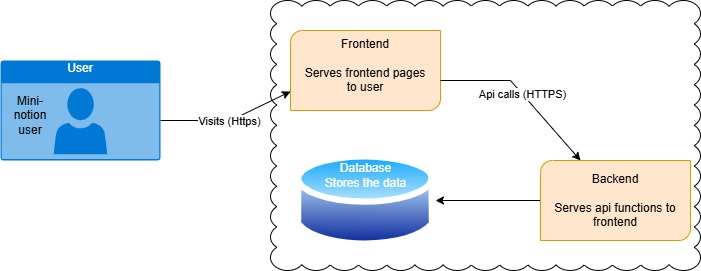 User
Mini-
notion
user
Visits (Https)
Frontend
Serves frontend pages
to user
Api calls (HTTPS)
Database
Stores the data
Backend
Serves api functions to
frontend